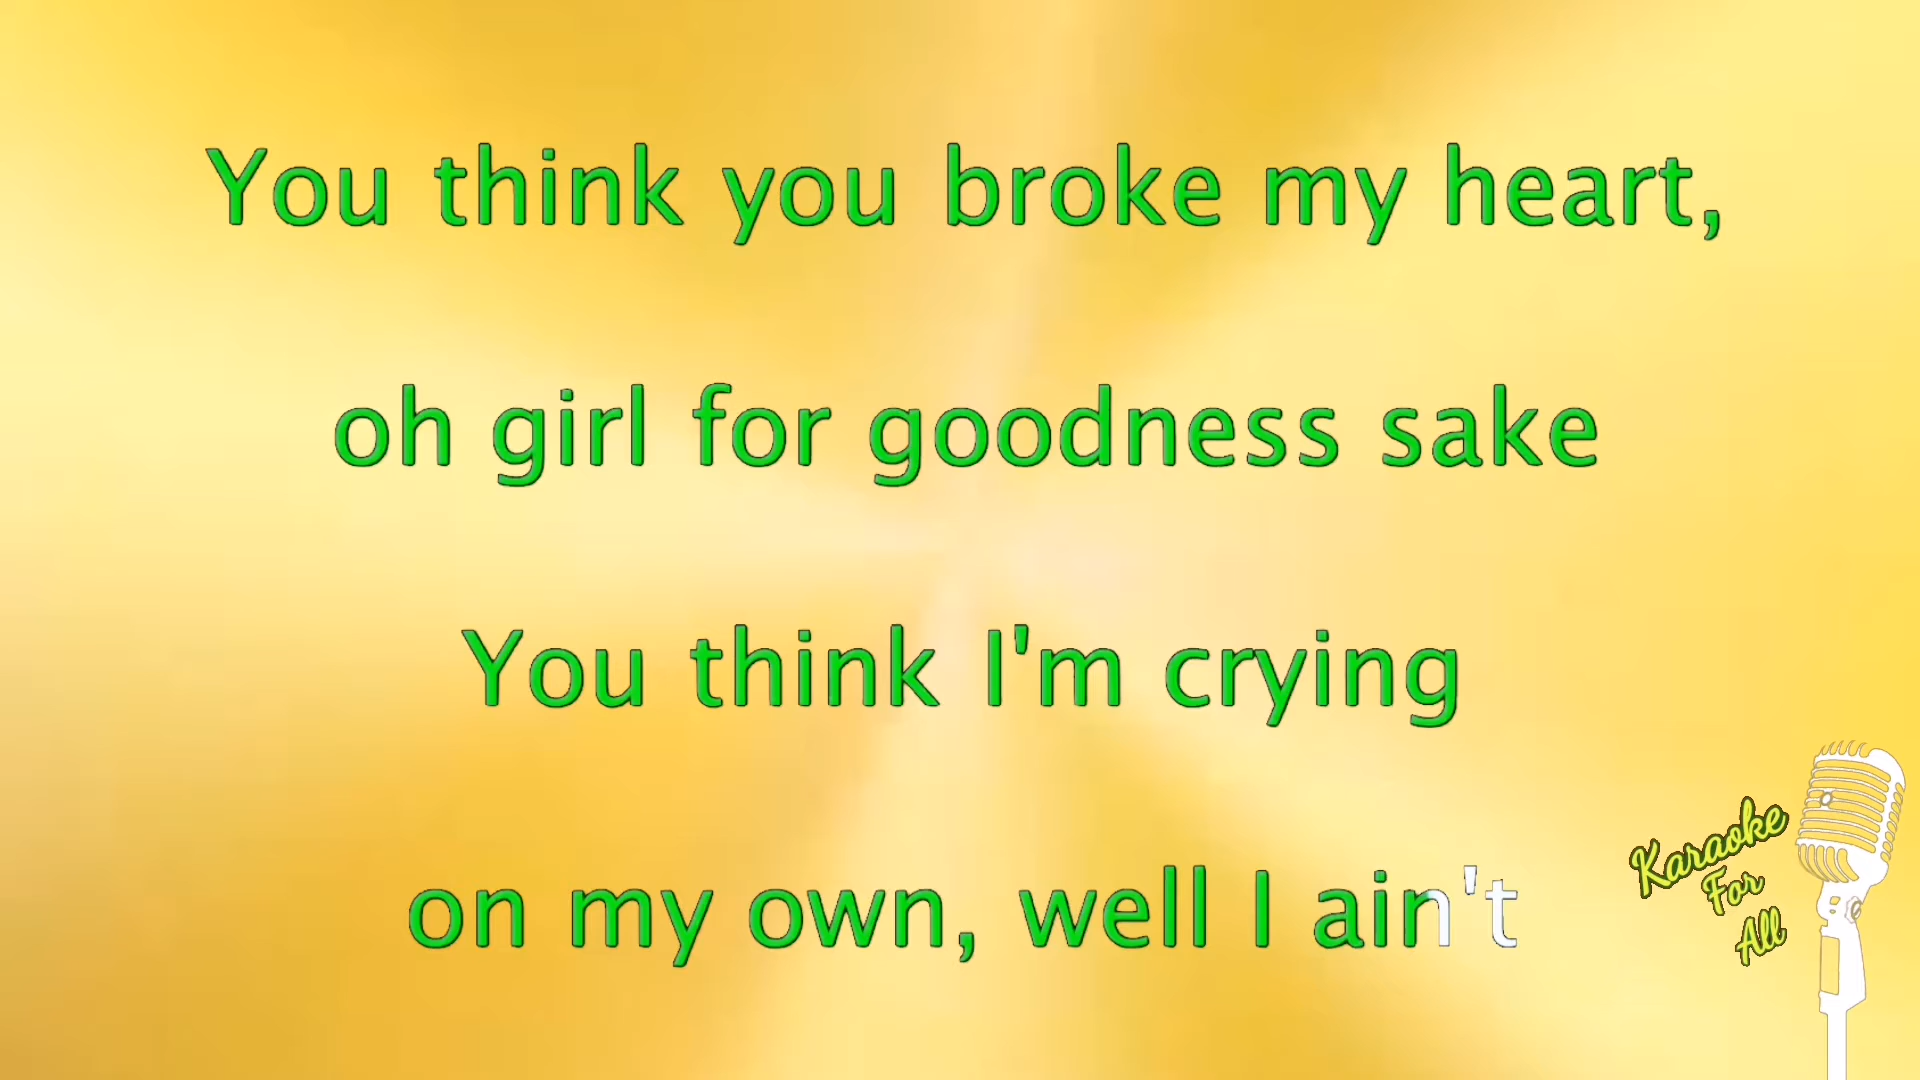 You think you broke my heart,
oh girl for goodness sake
You think I'm crying
on my own, well I ain't
Karaoke
For
All